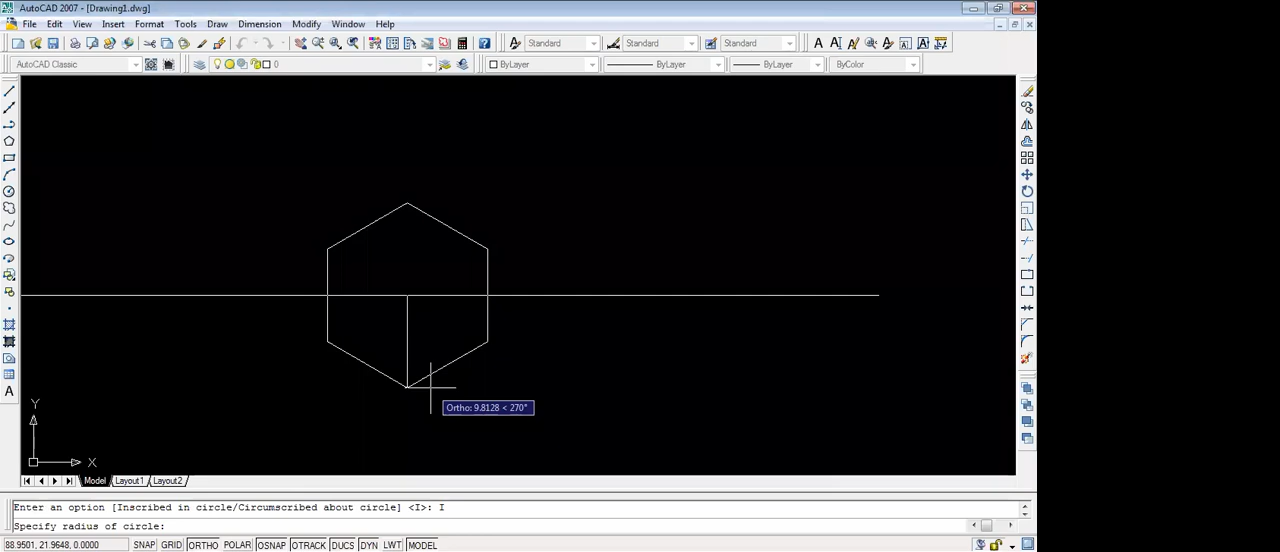 AutoCAD 2007 - [Drawing1.dwg]
File Edit View Insert Format Tools Draw Dimension Modify Window Help
Standard Standard Standard
AutoCAD Classic 0 ByLayer ByLayer ByLayer ByColor
A
Ortho: 9.8128 < 270°
Y
X
Model Layout1 Layout2
Enter an option [Inscribed in circle/Circumscribed about circle] <I>: I
Specify radius of circle:
88.9501, 21.9648, 0.0000 SNAP GRID ORTHO POLAR OSNAP OTRACK DUCS DYN LWT MODEL